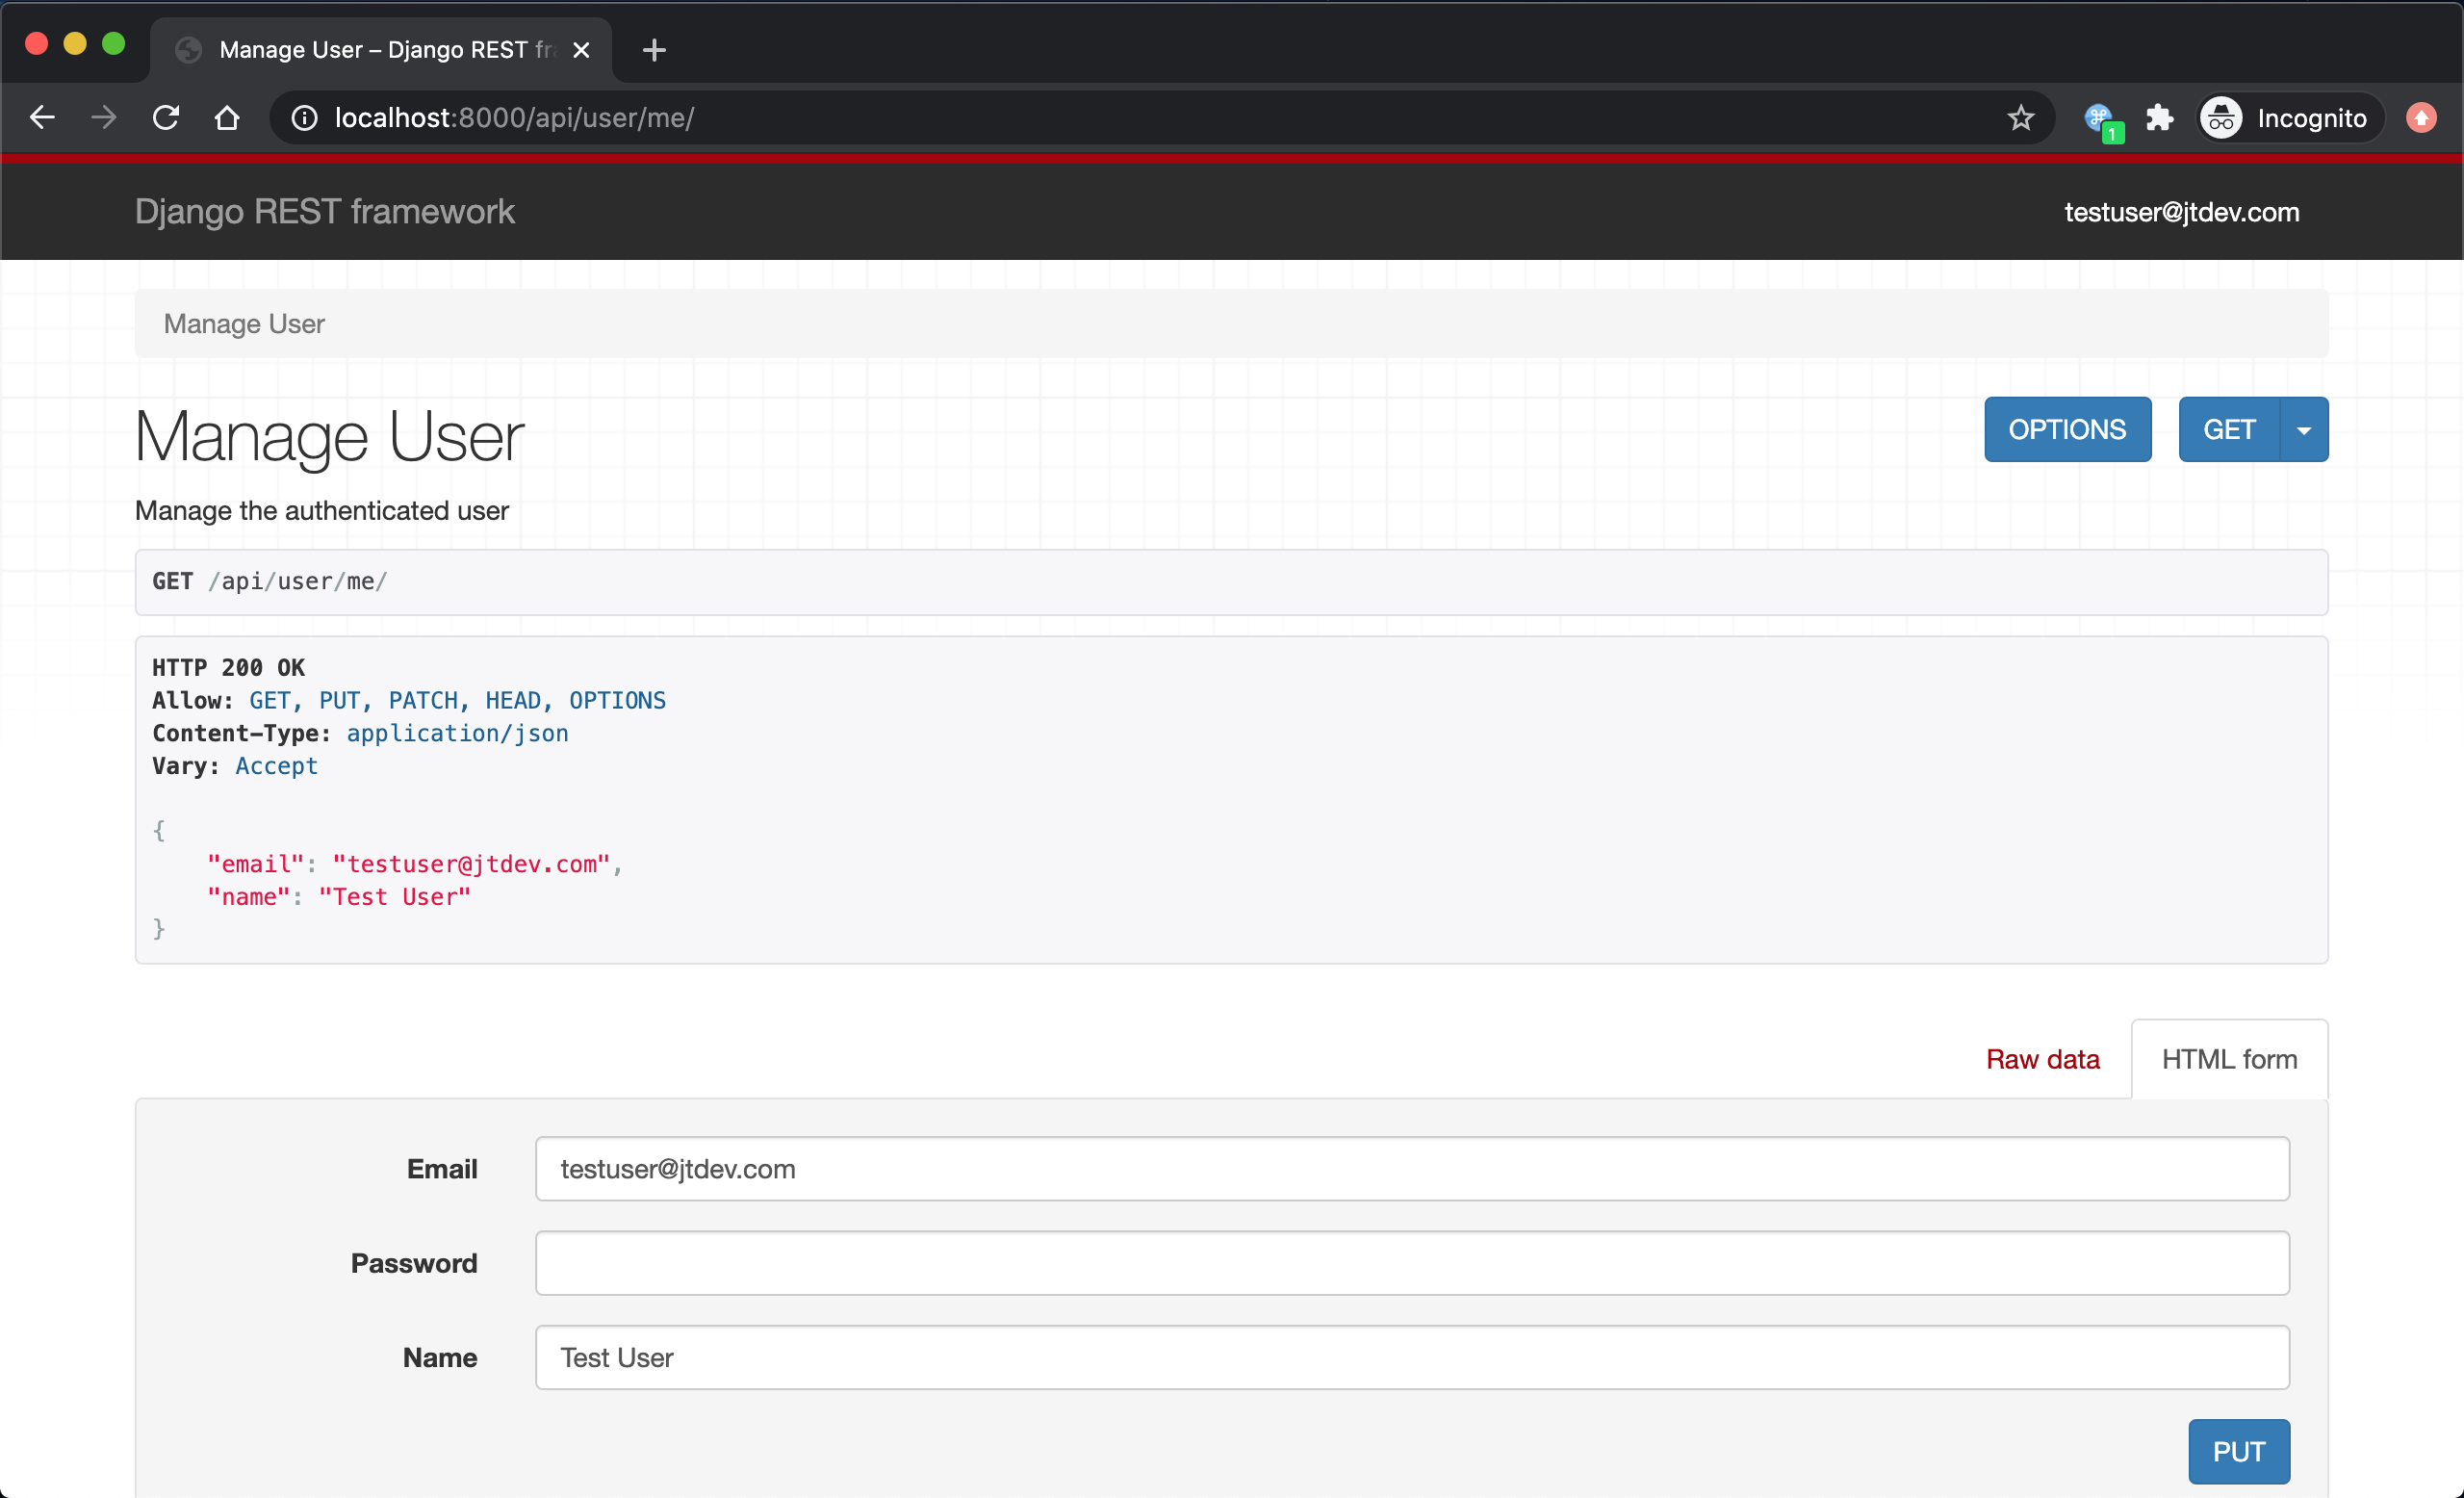 Manage User – Django REST fr
localhost:8000/api/user/me/
1
Incognito
Django REST framework
testuser@jtdev.com
Manage User
Manage User
OPTIONS
GET
Manage the authenticated user
GET /api/user/me/
HTTP 200 OK
Allow: GET, PUT, PATCH, HEAD, OPTIONS
Content-Type: application/json
Vary: Accept
{
"email": "testuser@jtdev.com",
"name": "Test User"
}
Raw data
HTML form
Email
testuser@jtdev.com
Password
Name
Test User
PUT